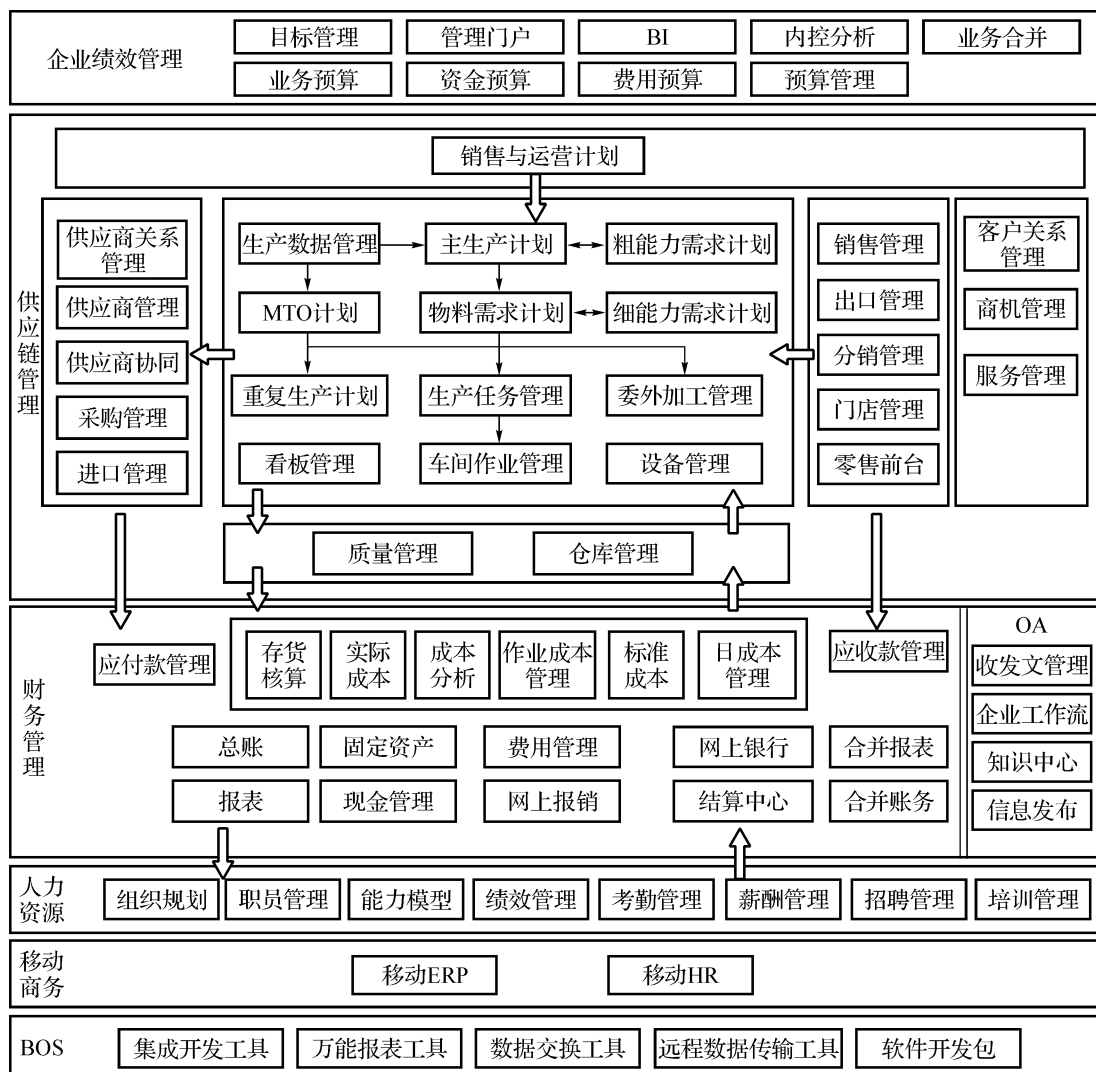 企业绩效管理
目标管理
管理门户
BI
内控分析
业务合并
业务预算
资金预算
费用预算
预算管理
供应链管理
销售与运营计划
供应商关系
管理
供应商管理
供应商协同
采购管理
进口管理
生产数据管理
主生产计划
粗能力需求计划
MTO计划
物料需求计划
细能力需求计划
重复生产计划
生产任务管理
委外加工管理
看板管理
车间作业管理
设备管理
销售管理
出口管理
分销管理
门店管理
零售前台
客户关系
管理
商机管理
服务管理
质量管理
仓库管理
财务管理
应付款管理
存货
核算
实际
成本
成本
分析
作业成本
管理
标准
成本
日成本
管理
应收款管理
总账
固定资产
费用管理
网上银行
合并报表
报表
现金管理
网上报销
结算中心
合并账务
OA
收发文管理
企业工作流
知识中心
信息发布
人力
资源
组织规划
职员管理
能力模型
绩效管理
考勤管理
薪酬管理
招聘管理
培训管理
移动
商务
移动ERP
移动HR
BOS
集成开发工具
万能报表工具
数据交换工具
远程数据传输工具
软件开发包